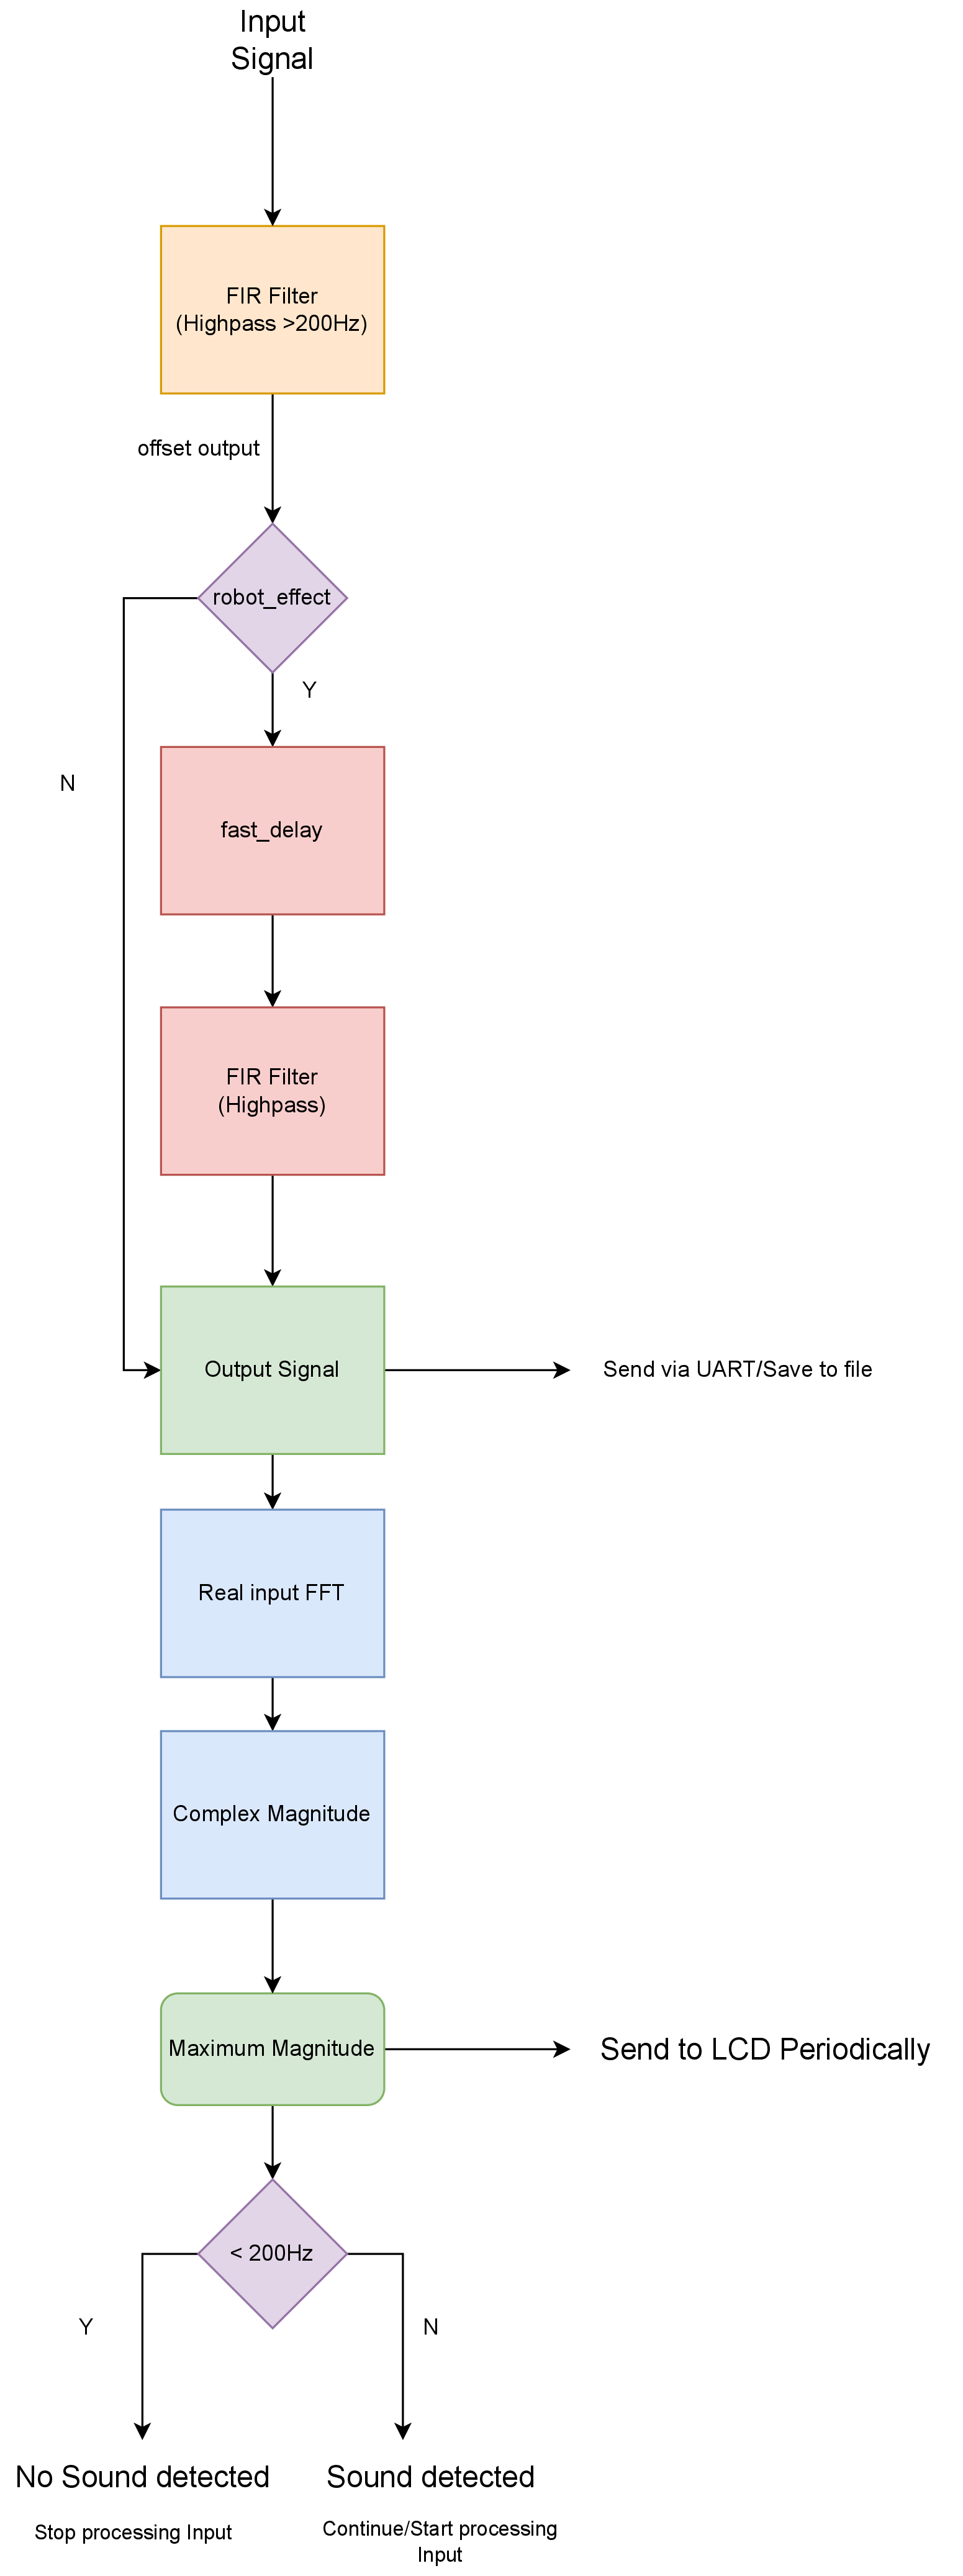 Input
Signal
FIR Filter
(Highpass >200Hz)
offset output
robot_effect
Y
N
fast_delay
FIR Filter
(Highpass)
Output Signal
Send via UART/Save to file
Real input FFT
Complex Magnitude
Maximum Magnitude
Send to LCD Periodically
< 200Hz
Y
N
No Sound detected
Stop processing Input
Sound detected
Continue/Start processing
Input